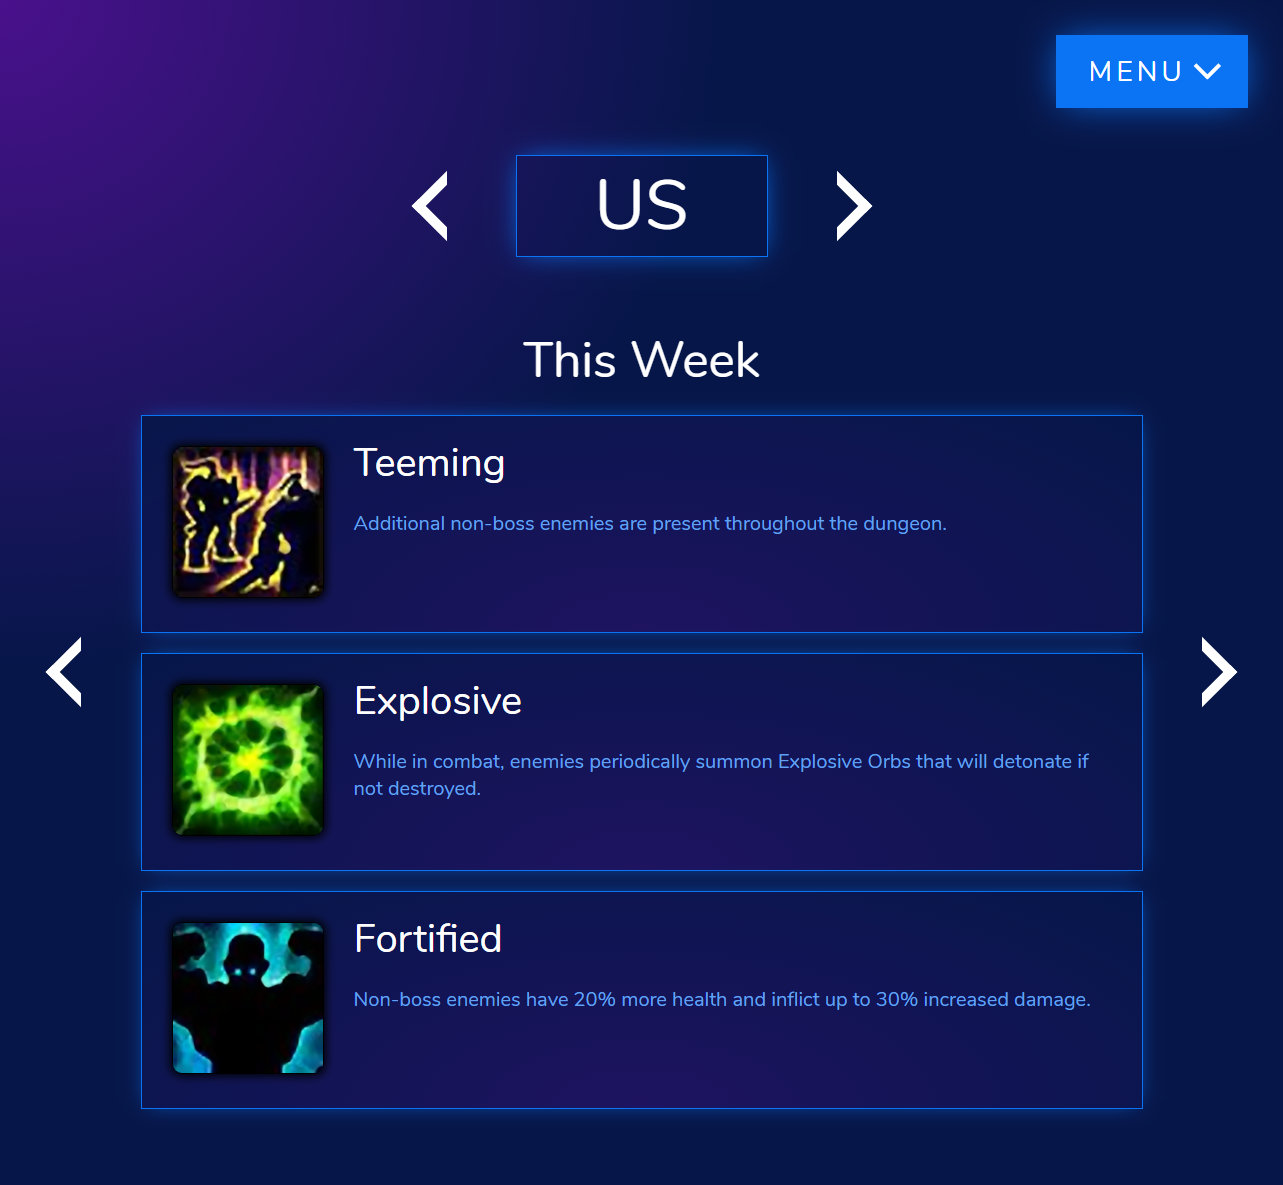 MENU
US
This Week
Teeming
Additional non-boss enemies are present throughout the dungeon.
Explosive
While in combat, enemies periodically summon Explosive Orbs that will detonate if
not destroyed.
Fortified
Non-boss enemies have 20% more health and inflict up to 30% increased damage.